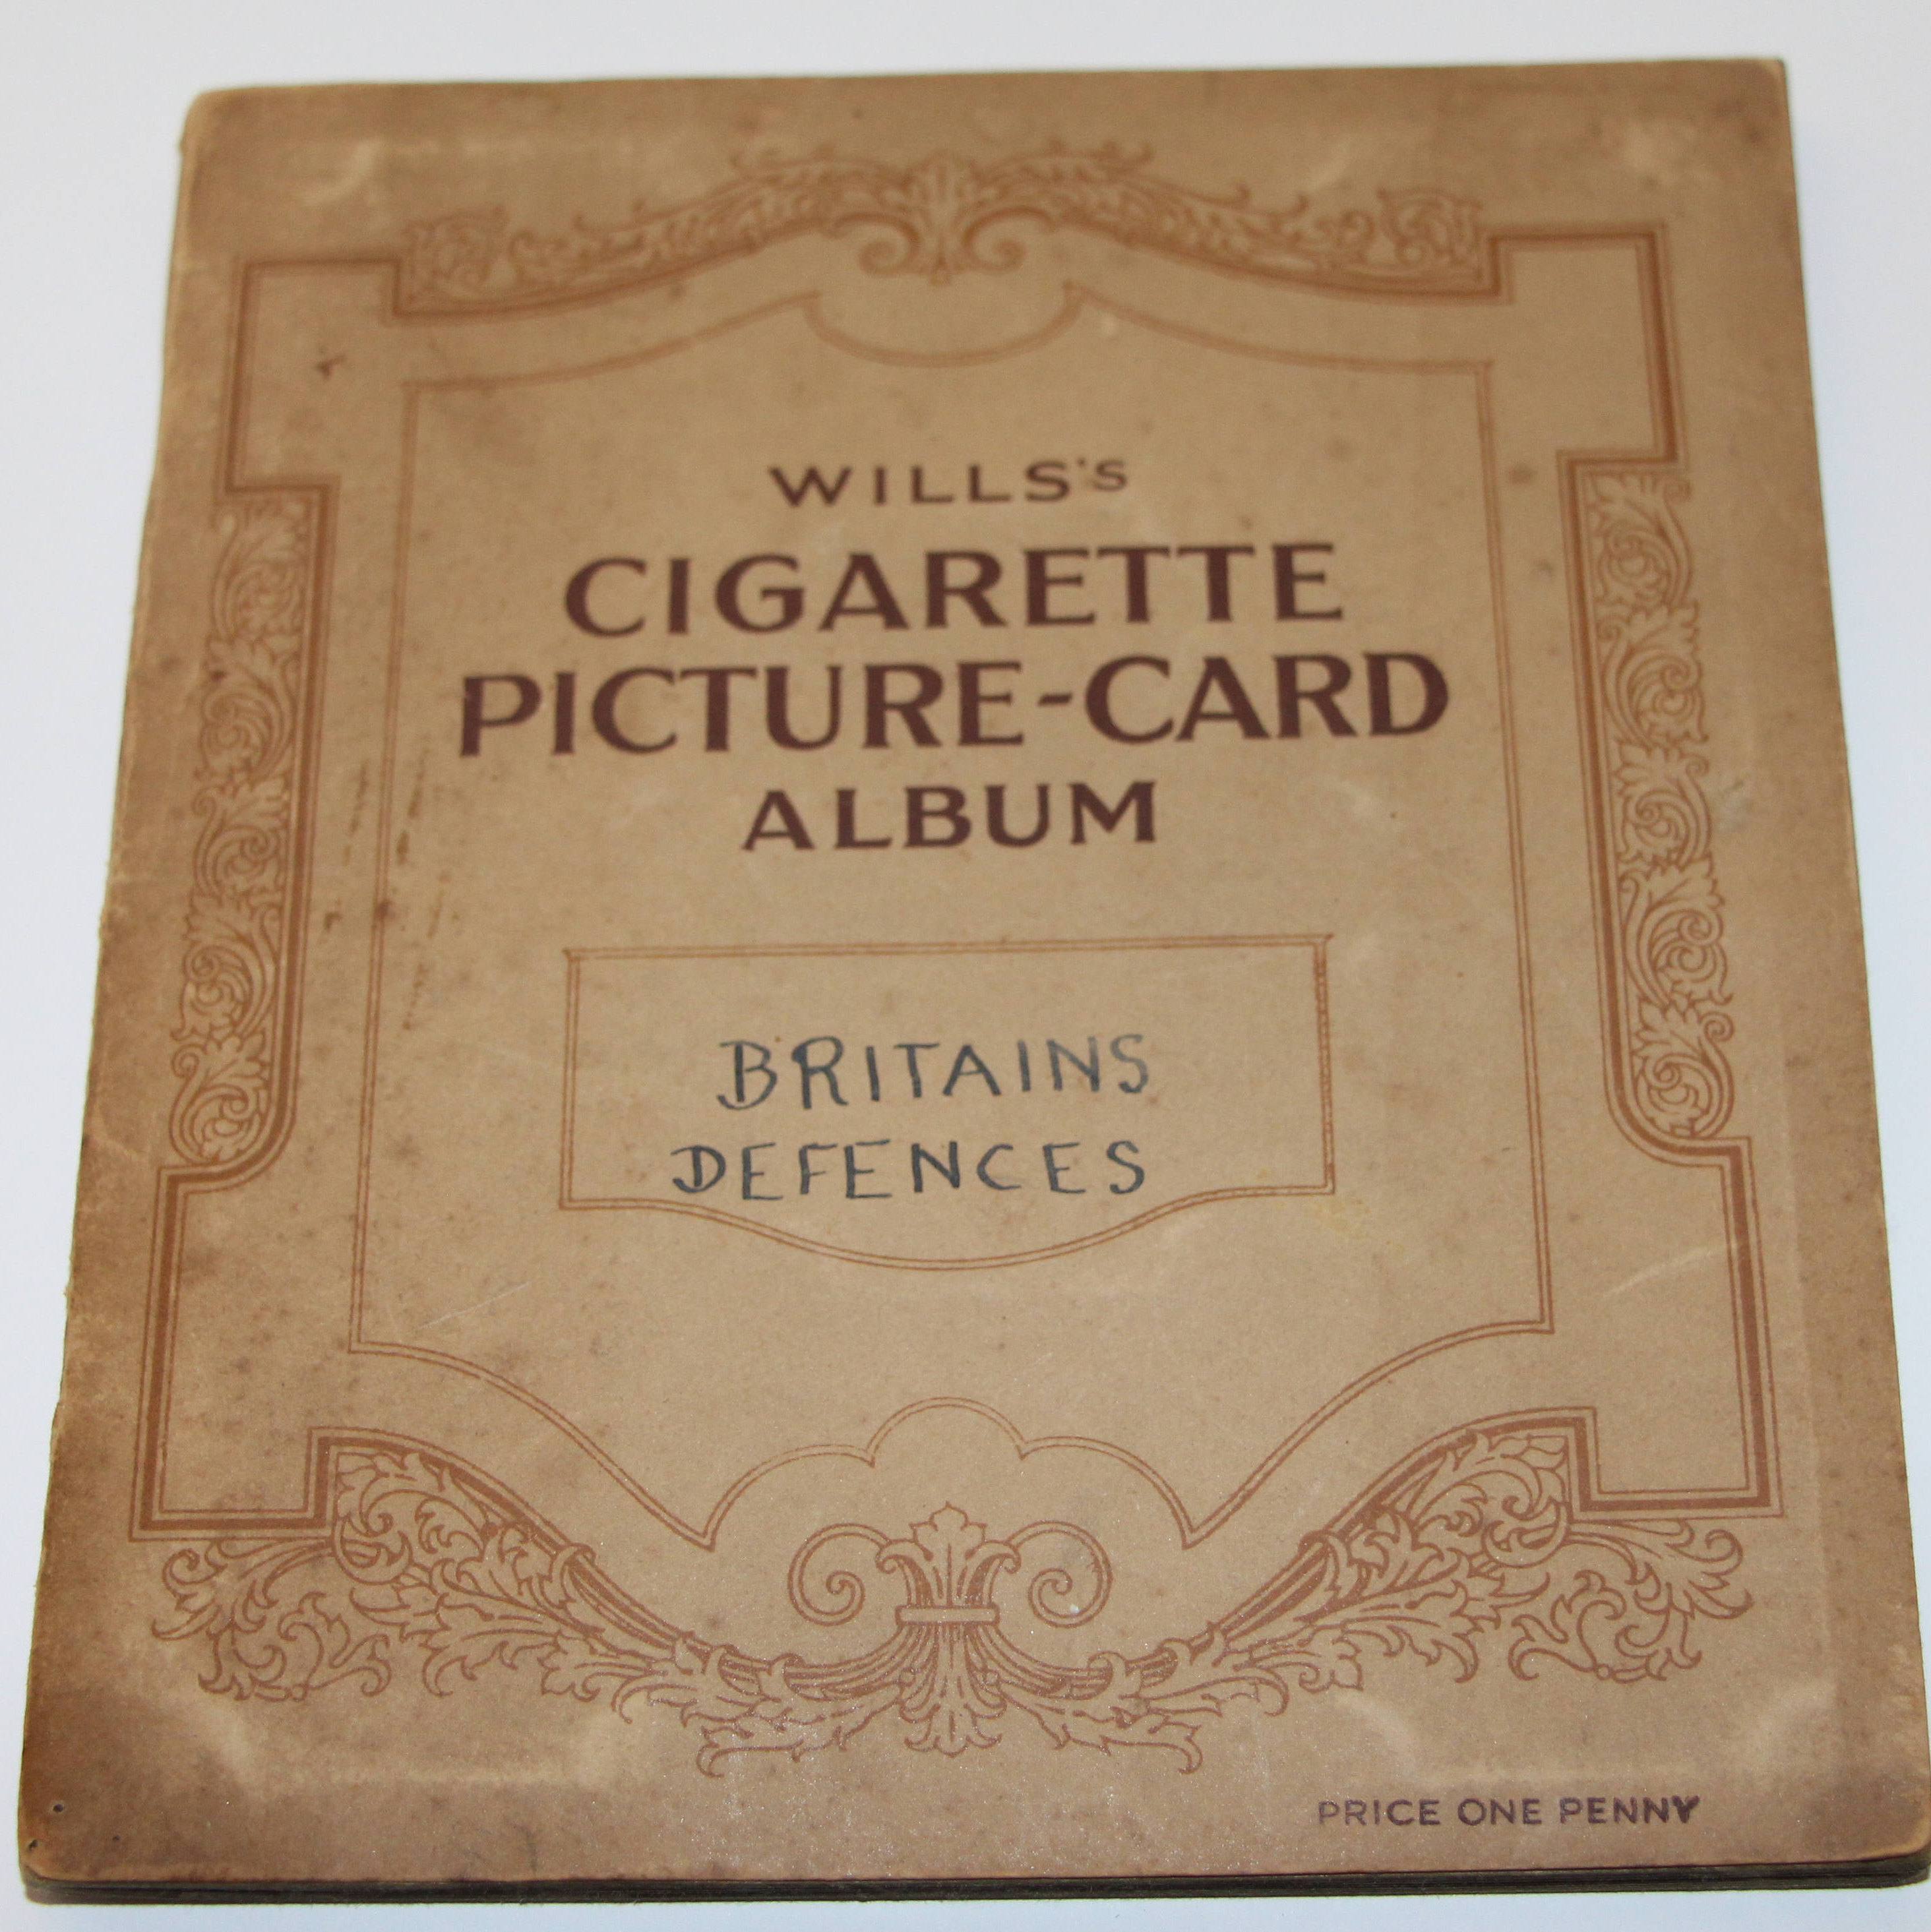 WILLS'S
CIGARETTE
PICTURE-CARD
ALBUM
BRITAINS
DEFENCES
PRICE ONE PENNY